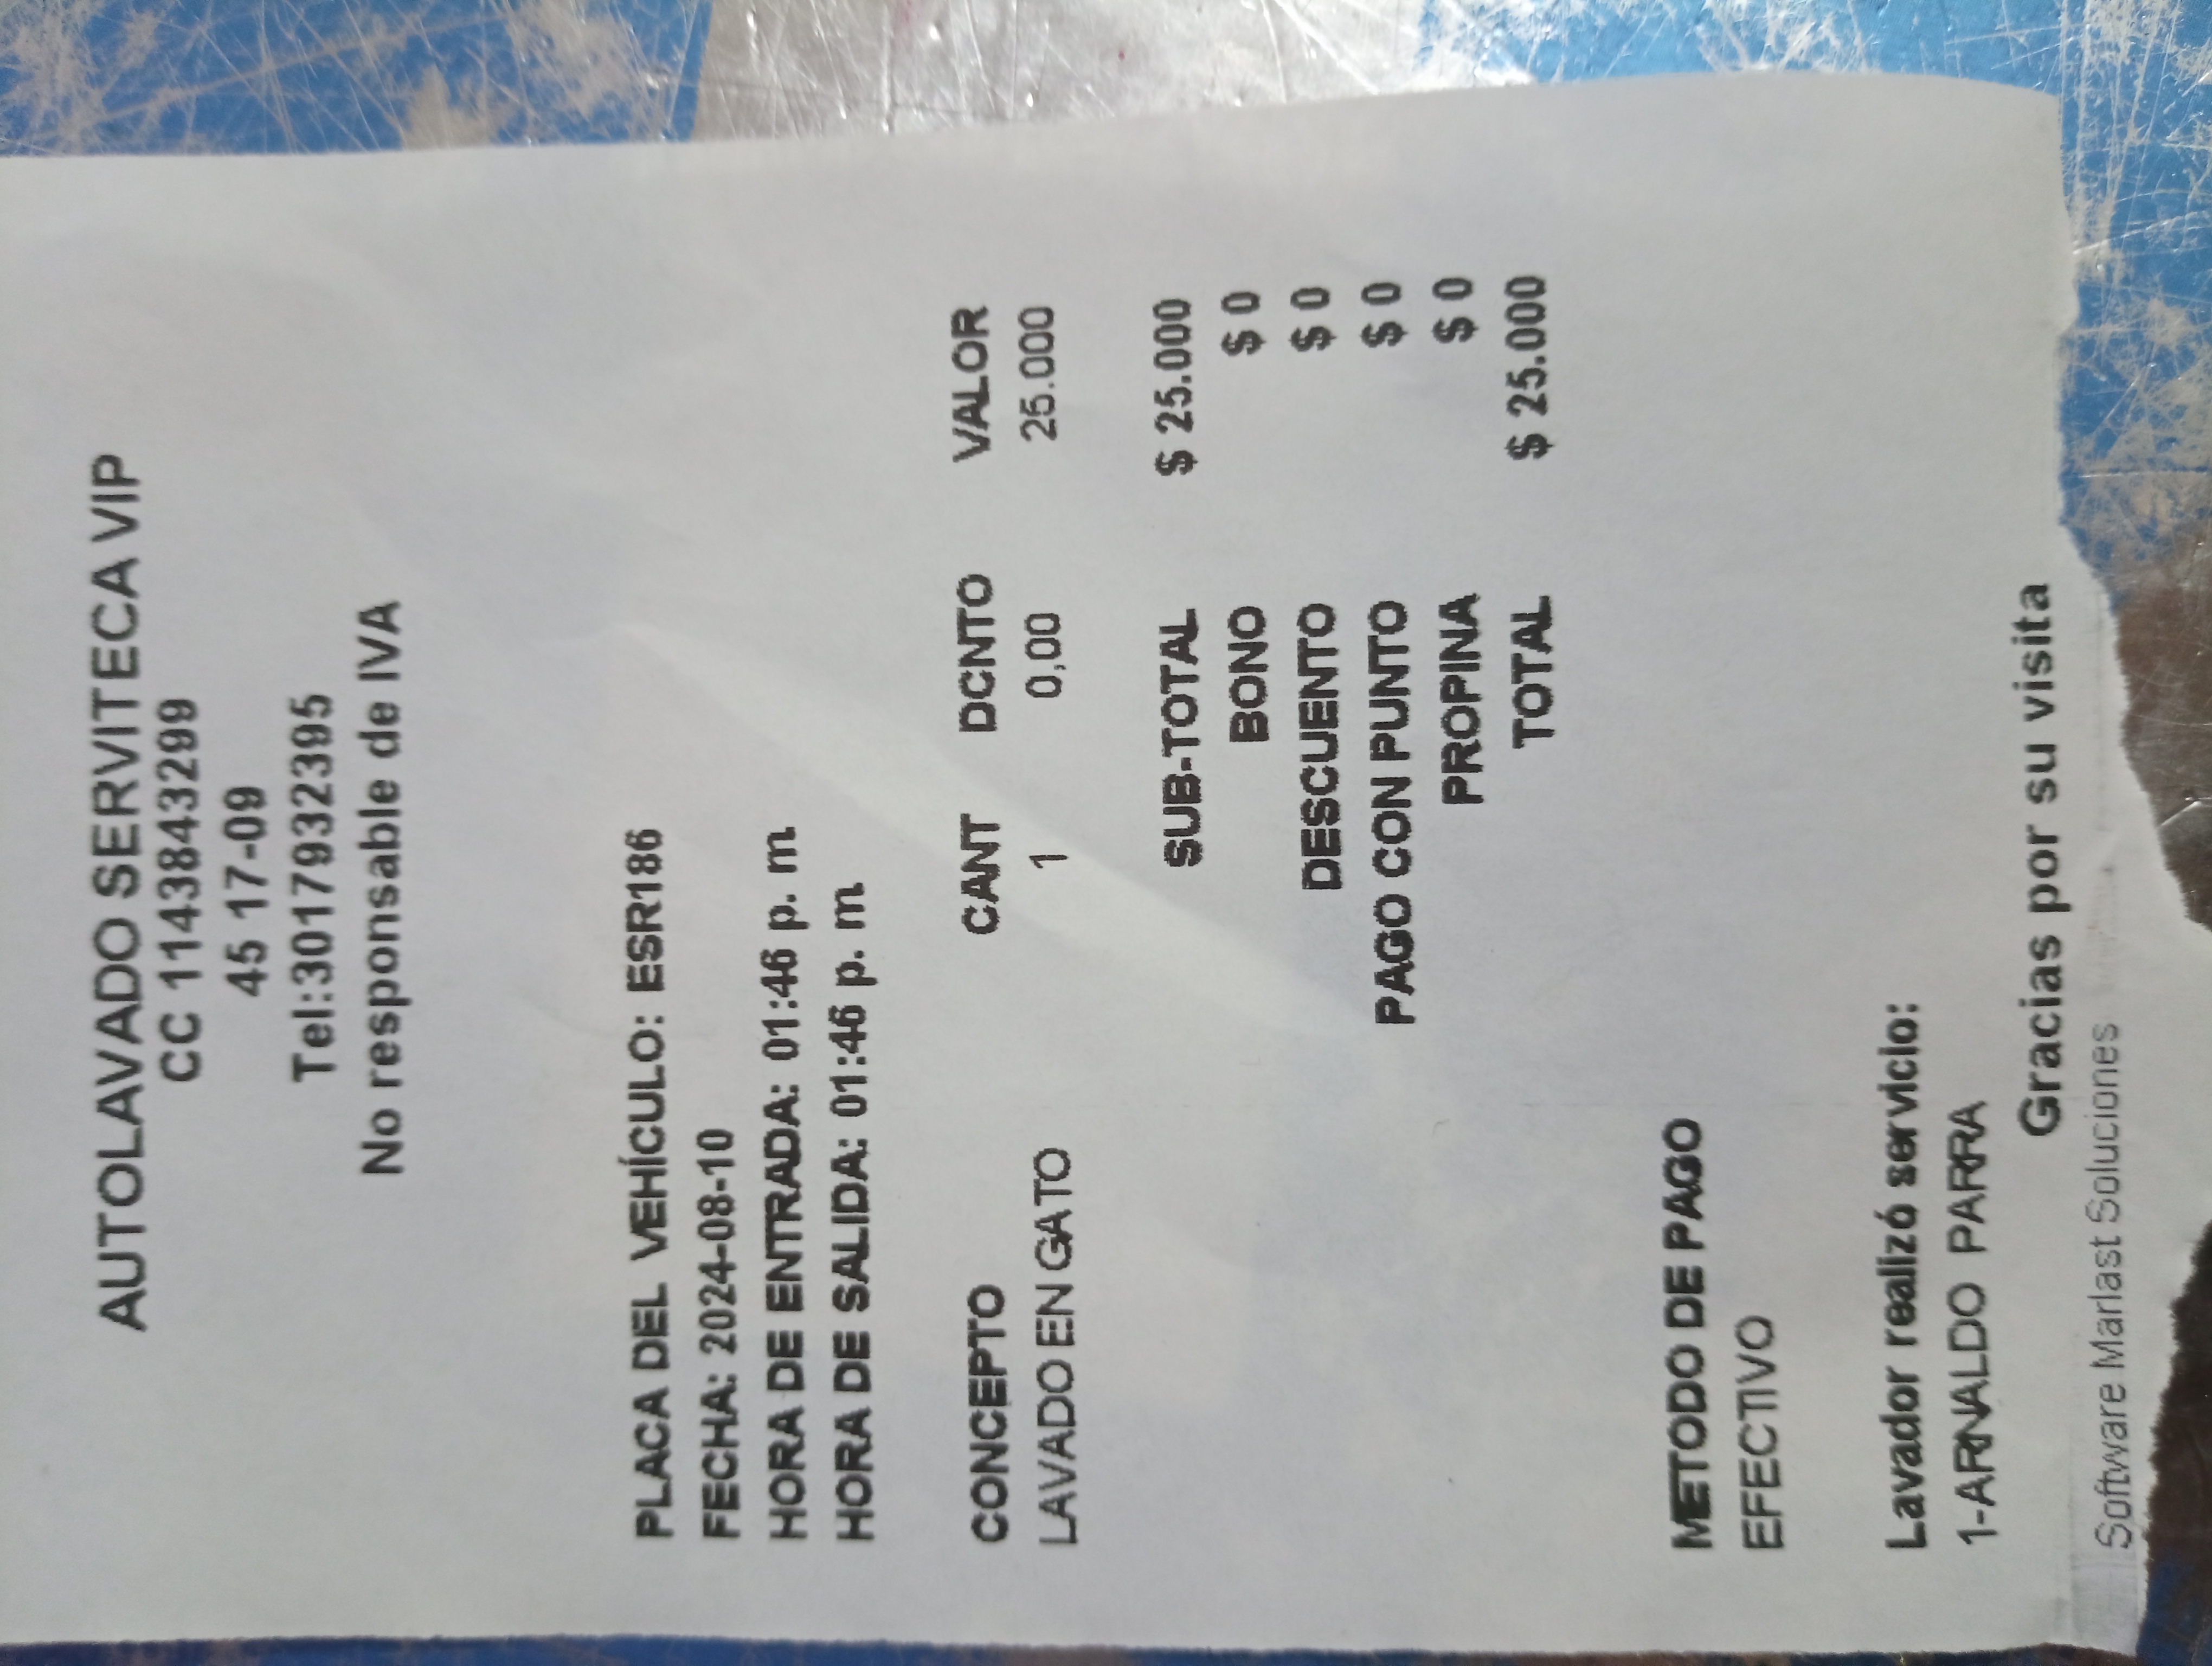 AUTOLAVADO SERVITECA VIP
CC 1143843299
45 17-09
Tel:3017932395
No responsable de IVA
PLACA DEL VEHÍCULO: ESR186
FECHA: 2024-08-10
HORA DE ENTRADA: 01:46 p. m.
HORA DE SALIDA: 01:46 p. m.
CONCEPTO CANT DCNTO VALOR
LAVADO EN GATO 1 0,00 25.000
SUB-TOTAL $ 25.000
BONO $ 0
DESCUENTO $ 0
PAGO CON PUNTO $ 0
PROPINA $ 0
TOTAL $ 25.000
METODO DE PAGO
EFECTIVO
Lavador realizó servicio:
1-ARNALDO PARRA
Gracias por su visita
Software Marlast Soluciones